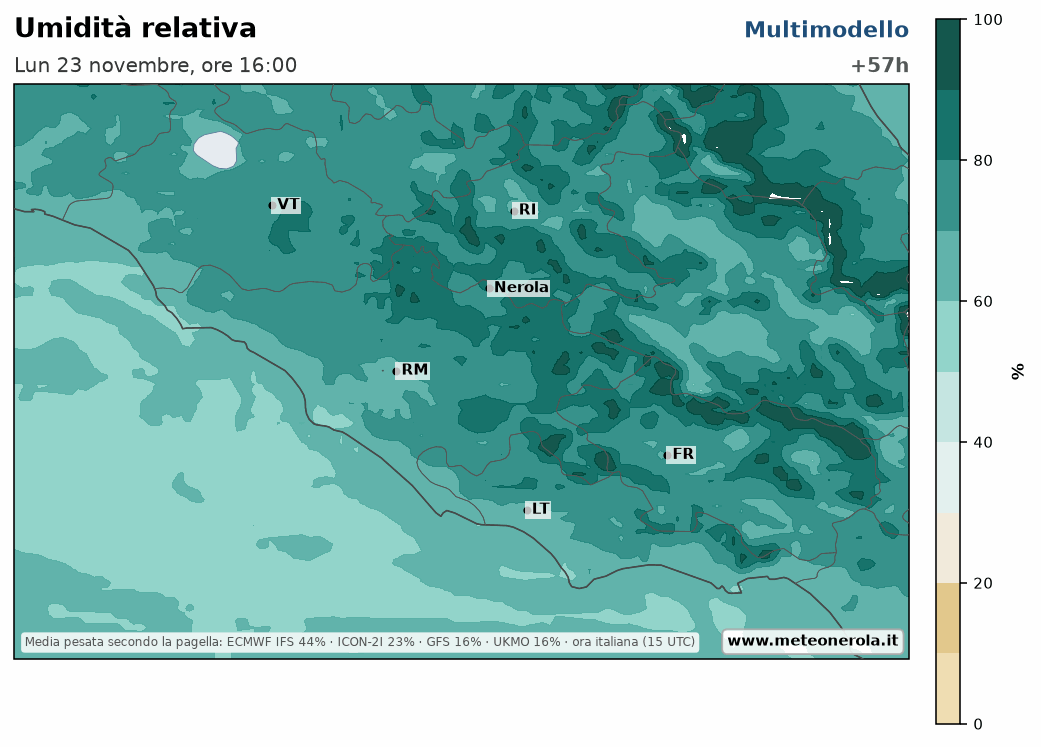 Umidità relativa
Multimodello
Lun 23 novembre, ore 16:00
+57h
100
80
60
40
20
0
%
VT
RI
Nerola
RM
FR
LT
Media pesata secondo la pagella: ECMWF IFS 44% · ICON-2I 23% · GFS 16% · UKMO 16% · ora italiana (15 UTC)
www.meteonerola.it